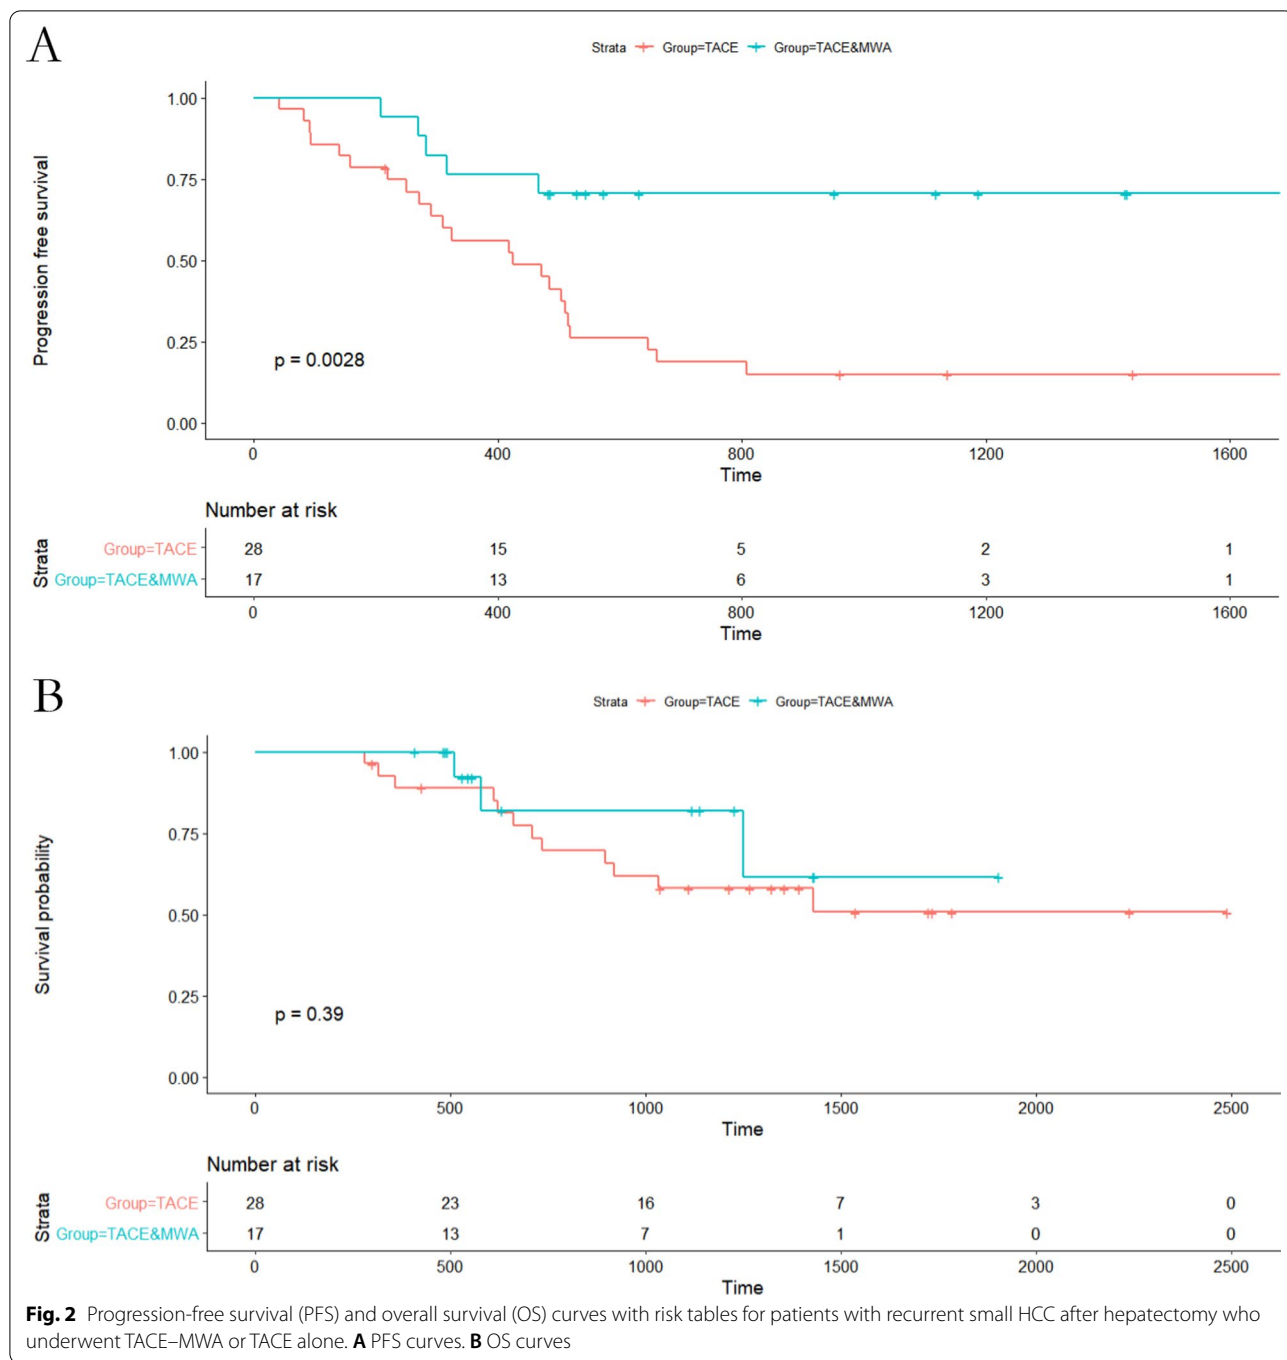 A
Strata Group=TACE Group=TACE&MWA
Progression free survival
1.00
0.75
0.50
0.25
0.00
p = 0.0028
0 400 800 1200 1600
Time
Number at risk
Strata
Group=TACE 28 15 5 2 1
Group=TACE&MWA 17 13 6 3 1
0 400 800 1200 1600
Time
B
Strata Group=TACE Group=TACE&MWA
Survival probability
1.00
0.75
0.50
0.25
0.00
p = 0.39
0 500 1000 1500 2000 2500
Time
Number at risk
Strata
Group=TACE 28 23 16 7 3 0
Group=TACE&MWA 17 13 7 1 0 0
0 500 1000 1500 2000 2500
Time
Fig. 2 Progression-free survival (PFS) and overall survival (OS) curves with risk tables for patients with recurrent small HCC after hepatectomy who
underwent TACE–MWA or TACE alone. A PFS curves. B OS curves